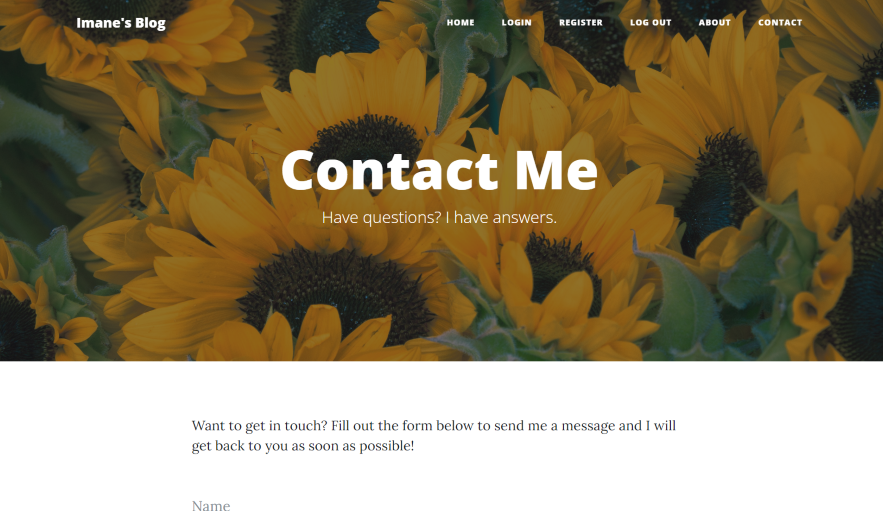 Imane's Blog
HOME LOGIN REGISTER LOG OUT ABOUT CONTACT
Contact Me
Have questions? I have answers.
Want to get in touch? Fill out the form below to send me a message and I will
get back to you as soon as possible!
Name